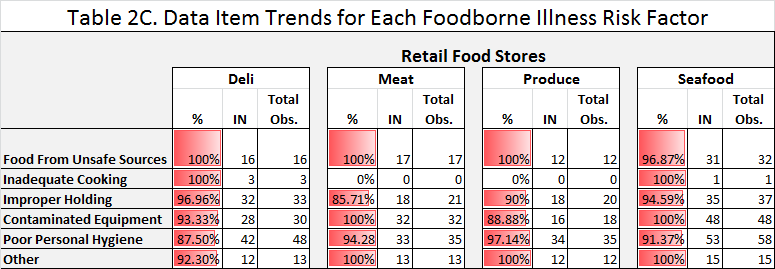 Table 2C. Data Item Trends for Each Foodborne Illness Risk Factor
Retail Food Stores
Deli Meat Produce Seafood
% IN Total Obs. % IN Total Obs. % IN Total Obs. % IN Total Obs.
Food From Unsafe Sources 100% 16 16 100% 17 17 100% 12 12 96.87% 31 32
Inadequate Cooking 100% 3 3 0% 0 0 0% 0 0 100% 1 1
Improper Holding 96.96% 32 33 85.71% 18 21 90% 18 20 94.59% 35 37
Contaminated Equipment 93.33% 28 30 100% 32 32 88.88% 16 18 100% 48 48
Poor Personal Hygiene 87.50% 42 48 94.28 33 35 97.14% 34 35 91.37% 53 58
Other 92.30% 12 13 100% 13 13 100% 12 12 100% 15 15